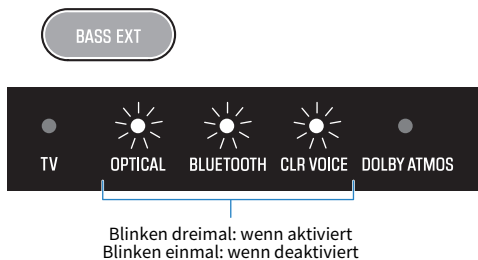 BASS EXT
TV OPTICAL BLUETOOTH CLR VOICE DOLBY ATMOS
Blinken dreimal: wenn aktiviert
Blinken einmal: wenn deaktiviert